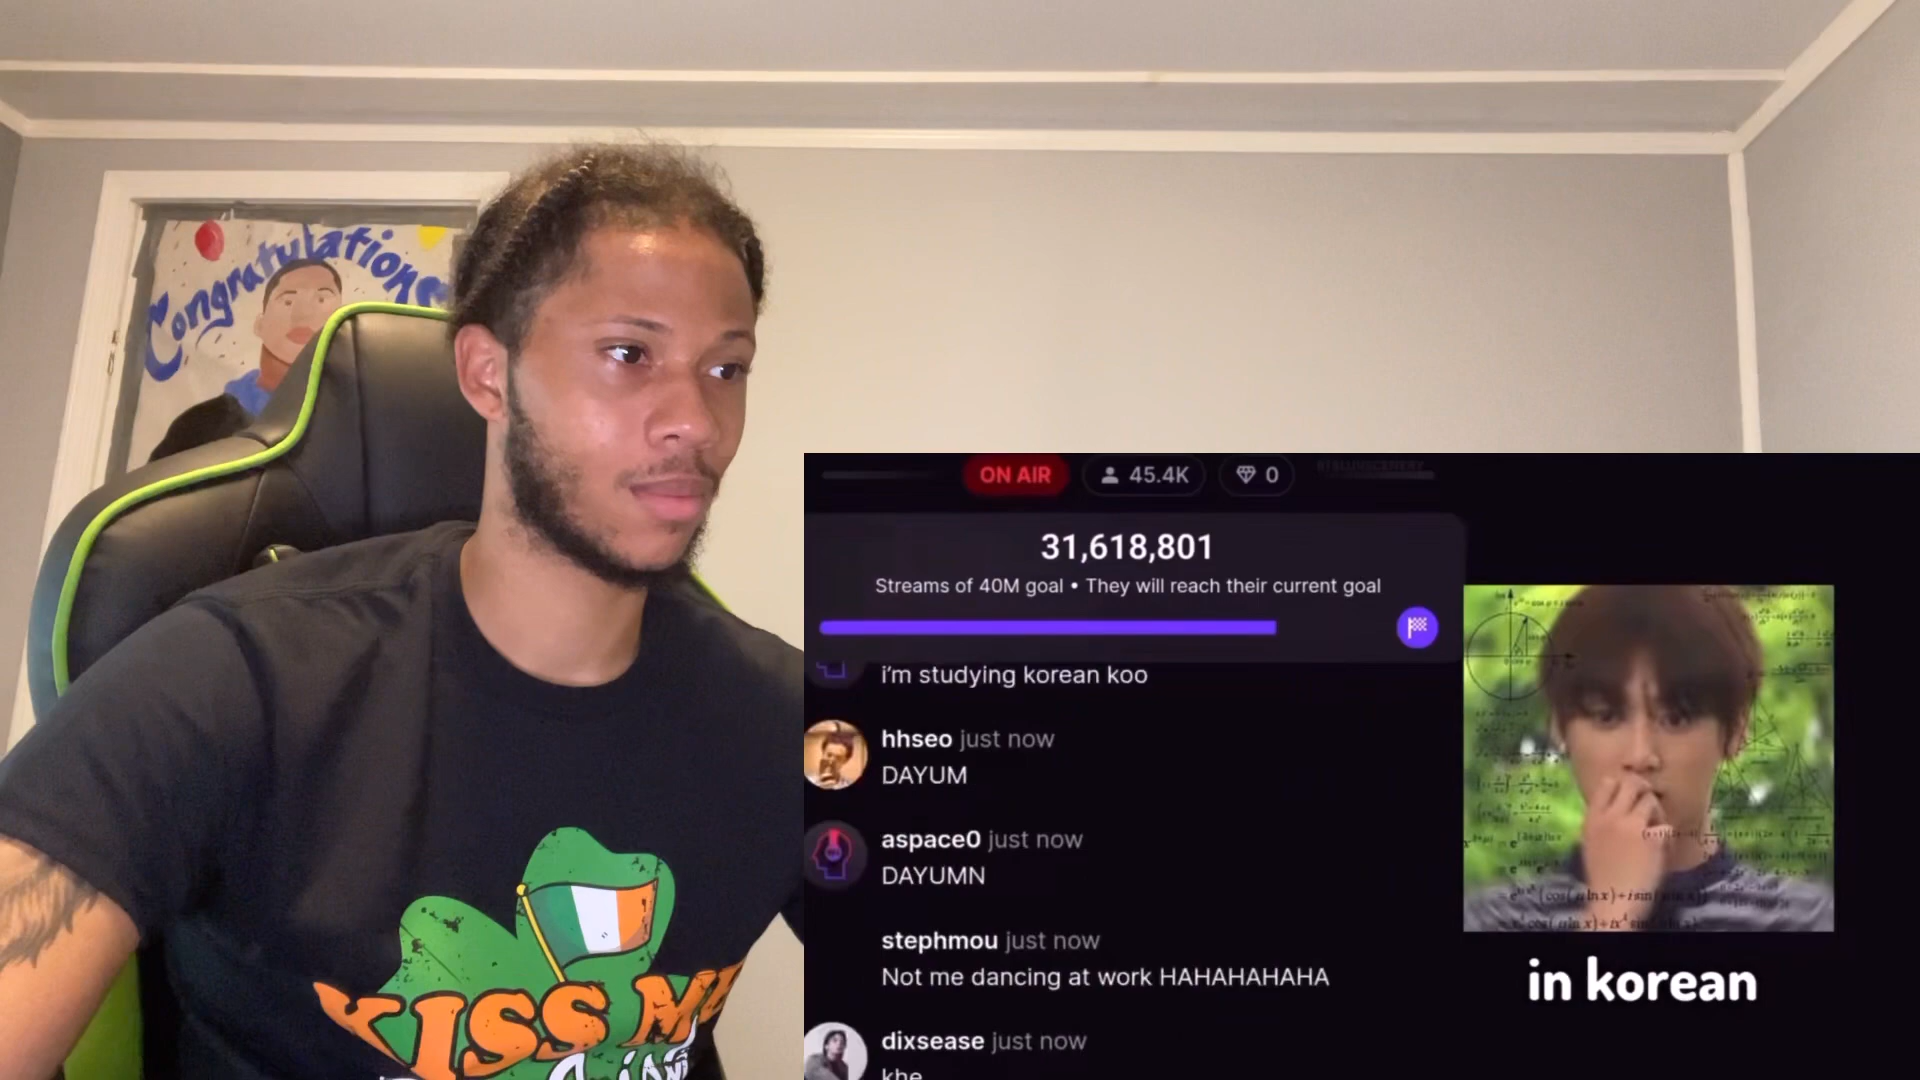 Congratulations
KISS ME
ON AIR
45.4K
0
31,618,801
Streams of 40M goal • They will reach their current goal
i'm studying korean koo
hhseo just now
DAYUM
aspace0 just now
DAYUMN
stephmou just now
Not me dancing at work HAHAHAHAHA
dixsease just now
khe
in korean